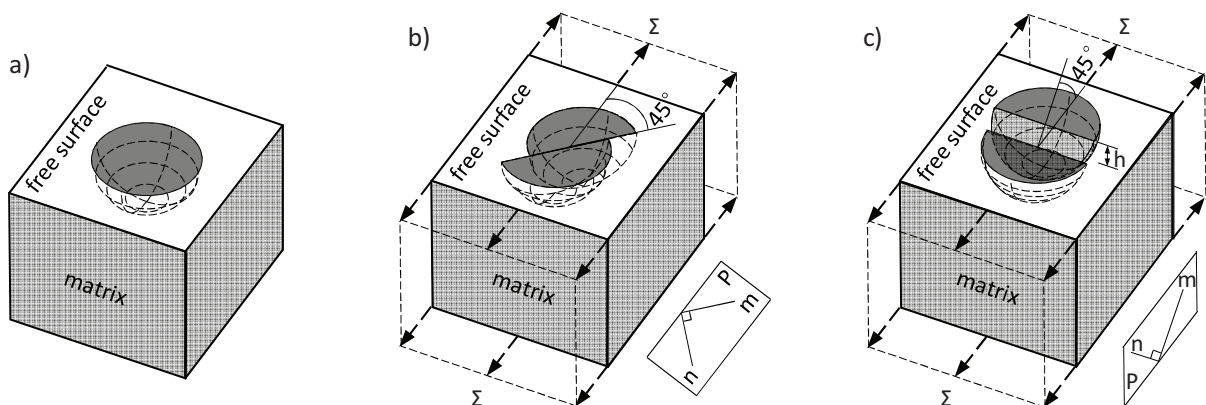 a)
free surface
matrix
b)
Σ
free surface
45°
matrix
Σ
P
m
n
c)
Σ
free surface
45°
h
matrix
Σ
m
n
P